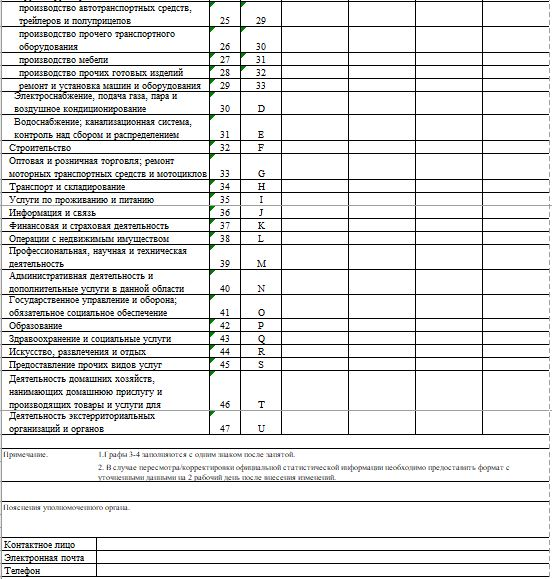 производство автотранспортных средств,
трейлеров и полуприцепов 25 29
производство прочего транспортного
оборудования 26 30
производство мебели 27 31
производство прочих готовых изделий 28 32
ремонт и установка машин и оборудования 29 33
Электроснабжение, подача газа, пара и
воздушное кондиционирование 30 D
Водоснабжение; канализационная система,
контроль над сбором и распределением 31 E
Строительство 32 F
Оптовая и розничная торговля; ремонт
моторных транспортных средств и мотоциклов 33 G
Транспорт и складирование 34 H
Услуги по проживанию и питанию 35 I
Информация и связь 36 J
Финансовая и страховая деятельность 37 K
Операции с недвижимым имуществом 38 L
Профессиональная, научная и техническая
деятельность 39 M
Административная деятельность и
дополнительные услуги в данной области 40 N
Государственное управление и оборона;
обязательное социальное обеспечение 41 O
Образование 42 P
Здравоохранение и социальные услуги 43 Q
Искусство, развлечения и отдых 44 R
Предоставление прочих видов услуг 45 S
Деятельность домашних хозяйств,
нанимающих домашнюю прислугу и
производящих товары и услуги для 46 T
Деятельность экстерриториальных
организаций и органов 47 U
Примечание. 1.Графы 3-4 заполняются с одним знаком после запятой.
2. В случае пересмотра/корректировки официальной статистической информации необходимо предоставить формат с
уточненными данными на 2 рабочий день после внесения изменений.
Пояснения уполномоченного органа.
Контактное лицо
Электронная почта
Телефон